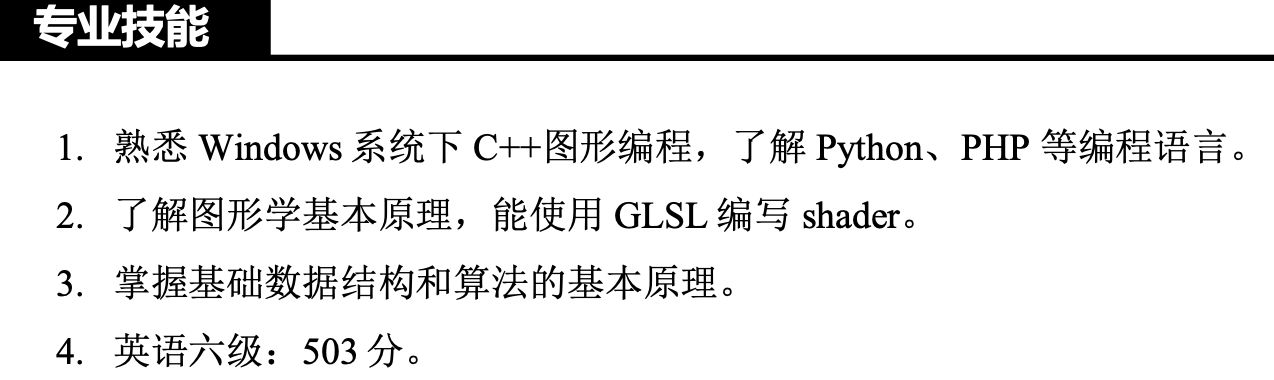 专业技能
1. 熟悉 Windows 系统下 C++图形编程，了解 Python、PHP 等编程语言。
2. 了解图形学基本原理，能使用 GLSL 编写 shader。
3. 掌握基础数据结构和算法的基本原理。
4. 英语六级：503 分。